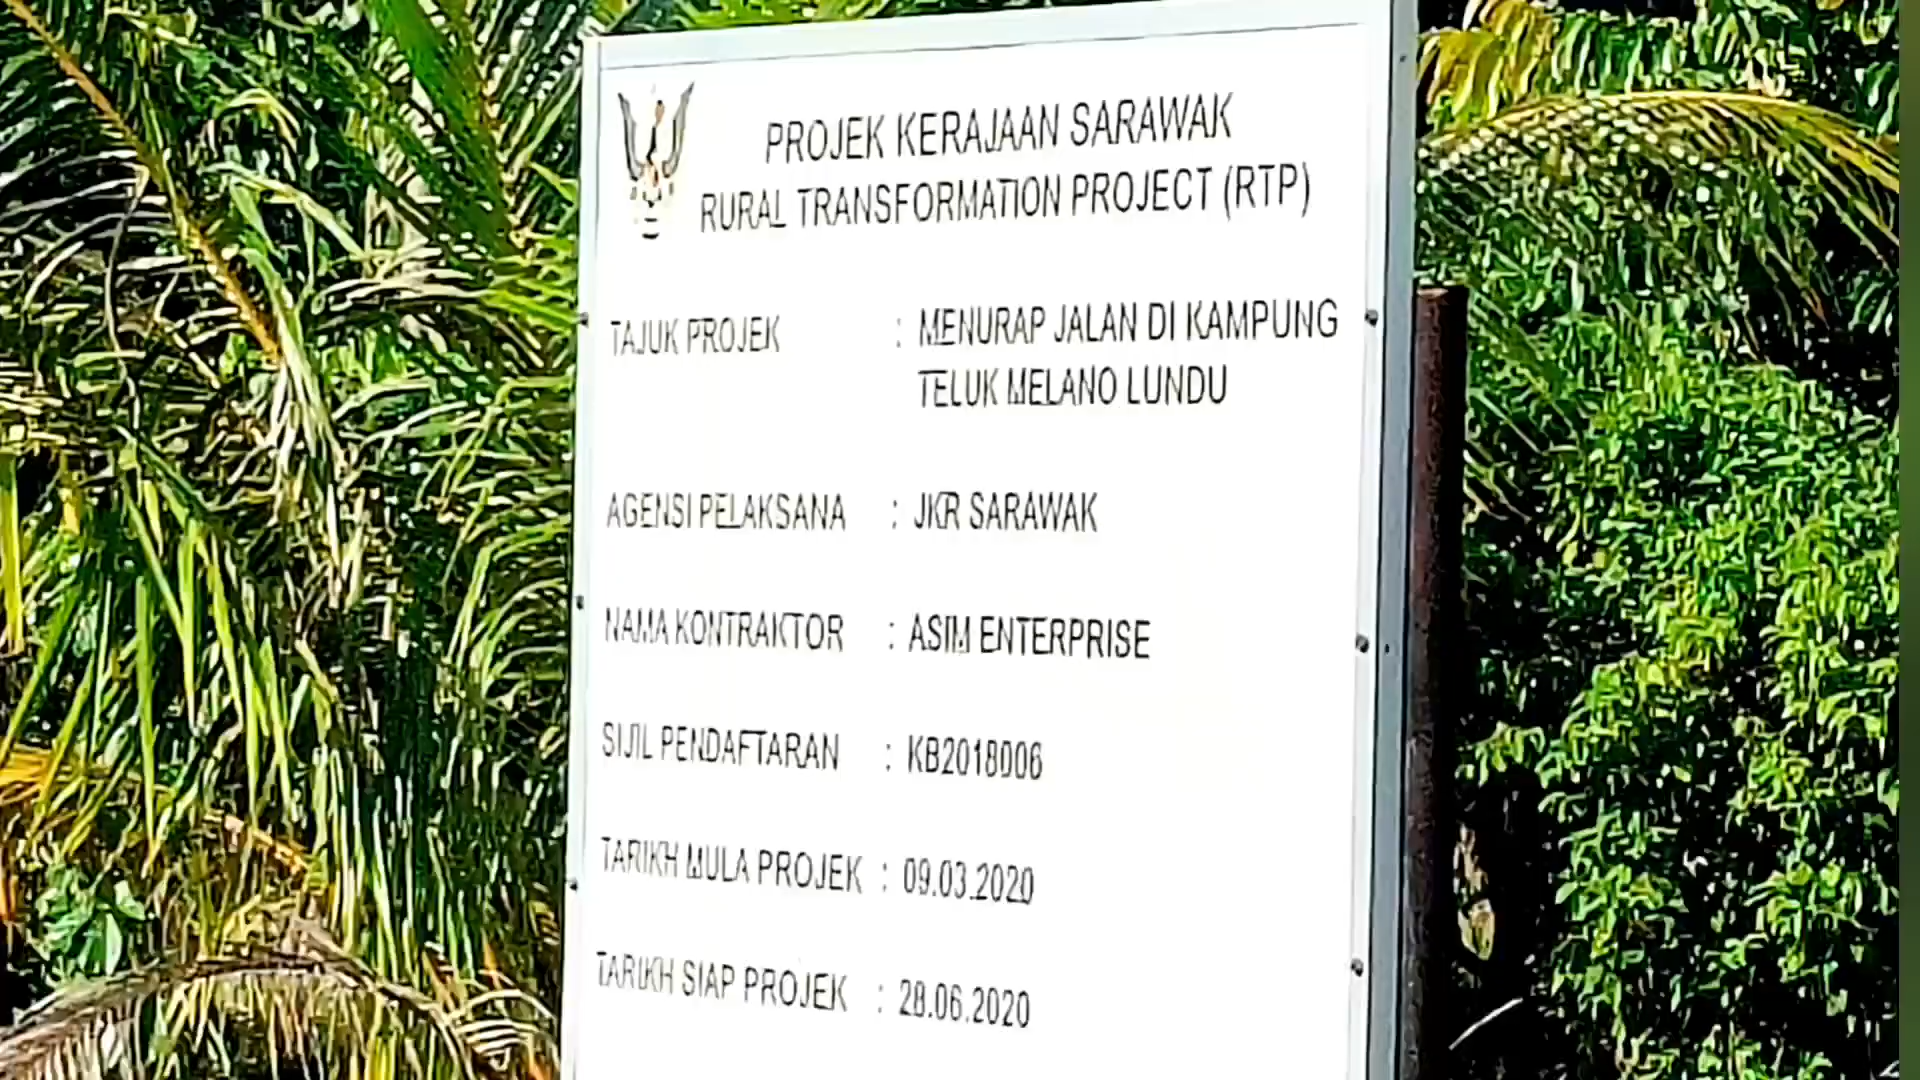 PROJEK KERAJAAN SARAWAK
RURAL TRANSFORMATION PROJECT (RTP)
TAJUK PROJEK : MENURAP JALAN DI KAMPUNG
TELUK MELANO LUNDU
AGENSI PELAKSANA : JKR SARAWAK
NAMA KONTRAKTOR : ASIM ENTERPRISE
SIJIL PENDAFTARAN : KB2018006
TARIKH MULA PROJEK : 09.03.2020
TARIKH SIAP PROJEK : 28.06.2020